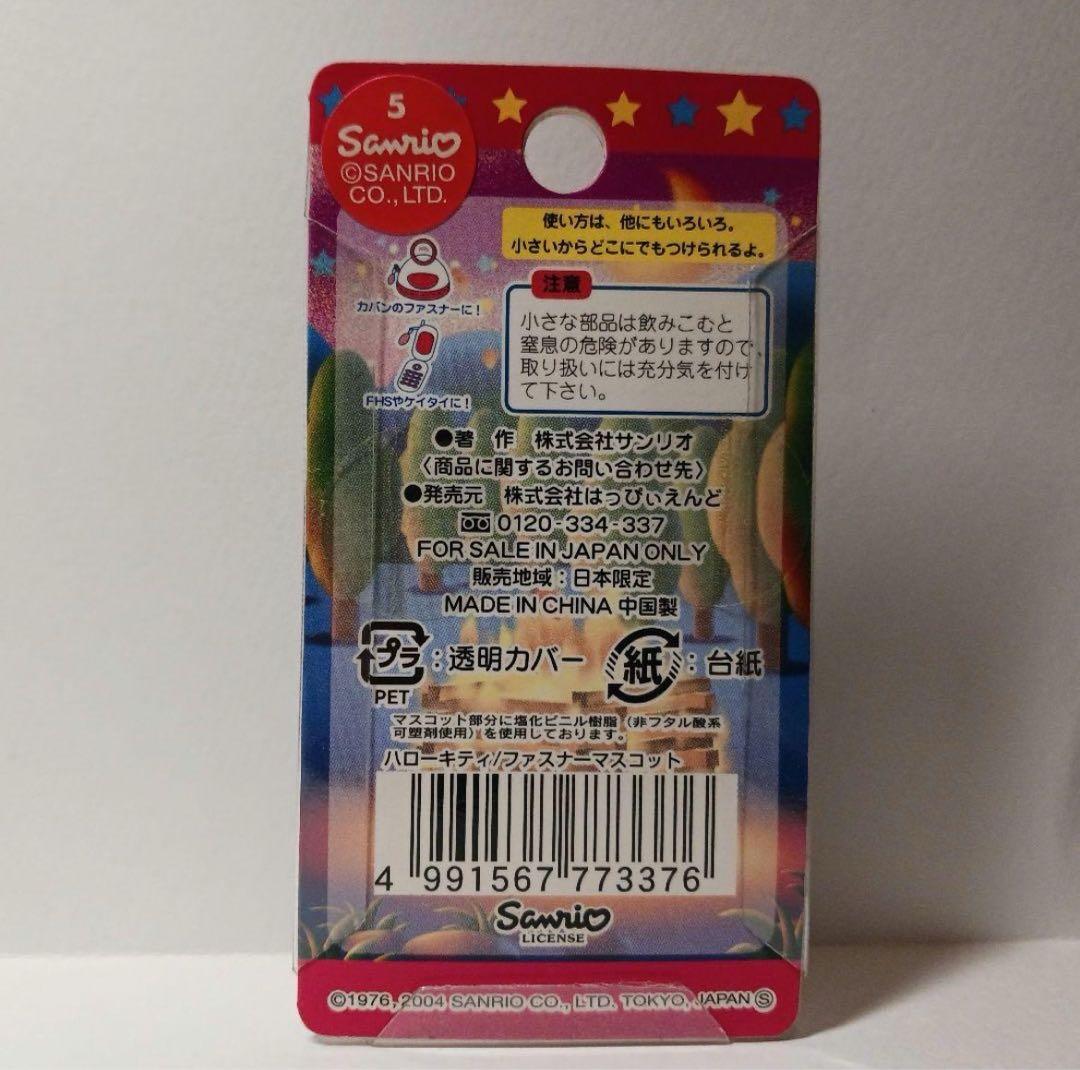 5
Sanrio
©SANRIO
CO., LTD.
使い方は、他にもいろいろ。
小さいからどこにでもつけられるよ。
カバンのファスナーに!
FHSやケイタイに!
注意
小さな部品は飲みこむと
窒息の危険がありますので、
取り扱いには充分気を付け
て下さい。
●著 作 株式会社サンリオ
〈商品に関するお問い合わせ先〉
●発売元 株式会社はっぴぃえんど
0120-334-337
FOR SALE IN JAPAN ONLY
販売地域:日本限定
MADE IN CHINA 中国製
プラ:透明カバー
PET
紙:台紙
マスコット部分に塩化ビニル樹脂(非フタル酸系
可塑剤使用)を使用しております。
ハローキティ/ファスナーマスコット
4 991567 773376
Sanrio
LICENSE
©1976, 2004 SANRIO CO., LTD. TOKYO, JAPAN Ⓢ